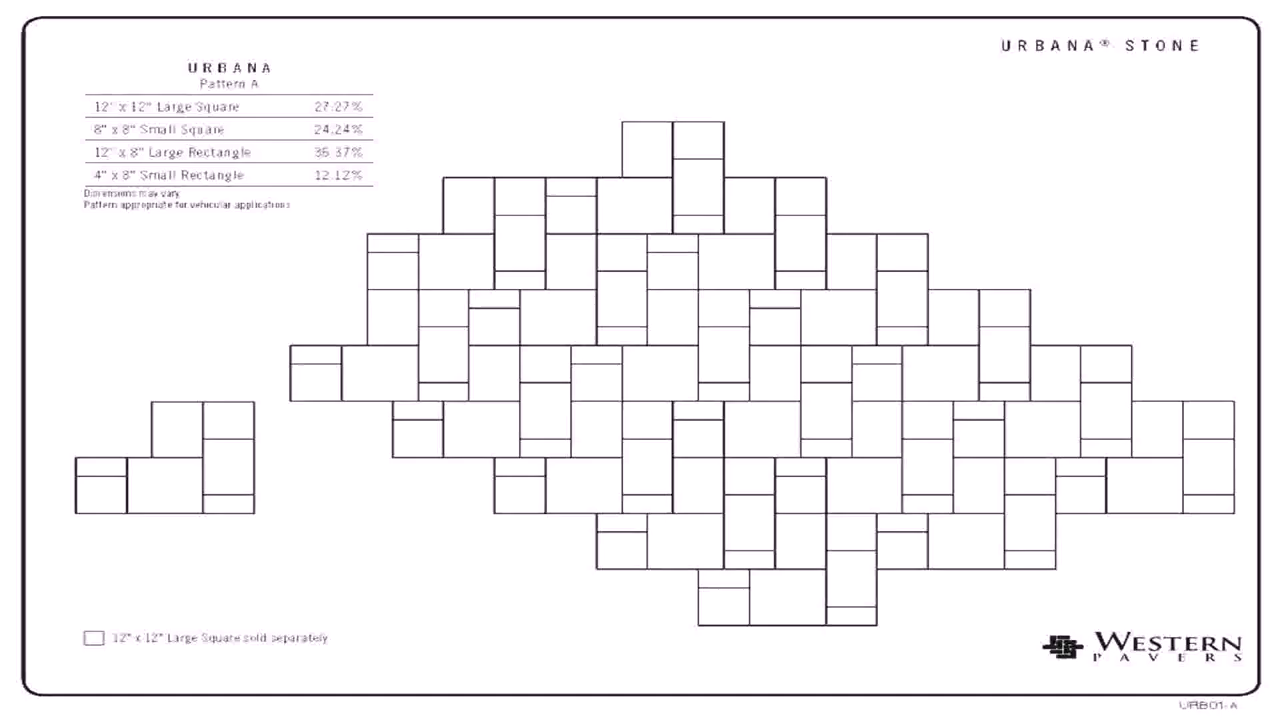 URBANA® STONE
URBANA
Pattern A
12" x 12" Large Square 27.27%
8" x 8" Small Square 24.24%
12" x 8" Large Rectangle 36.37%
4" x 8" Small Rectangle 12.12%
Dimensions may vary.
Pattern appropriate for vehicular applications
12" x 12" Large Square sold separately
WESTERN
PAVERS
URB01-A